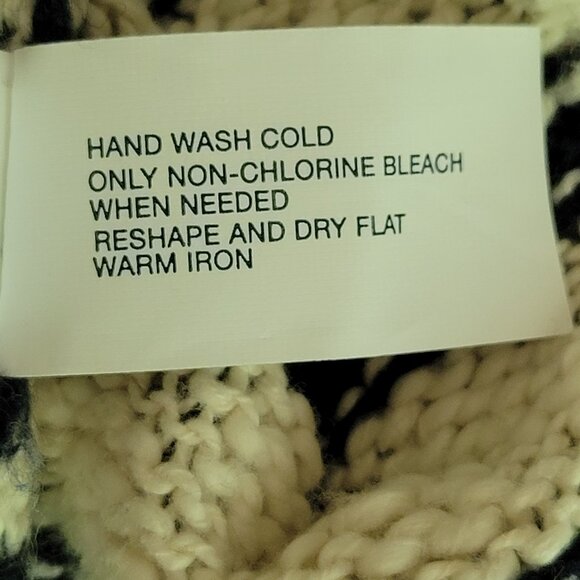 HAND WASH COLD
ONLY NON-CHLORINE BLEACH
WHEN NEEDED
RESHAPE AND DRY FLAT
WARM IRON